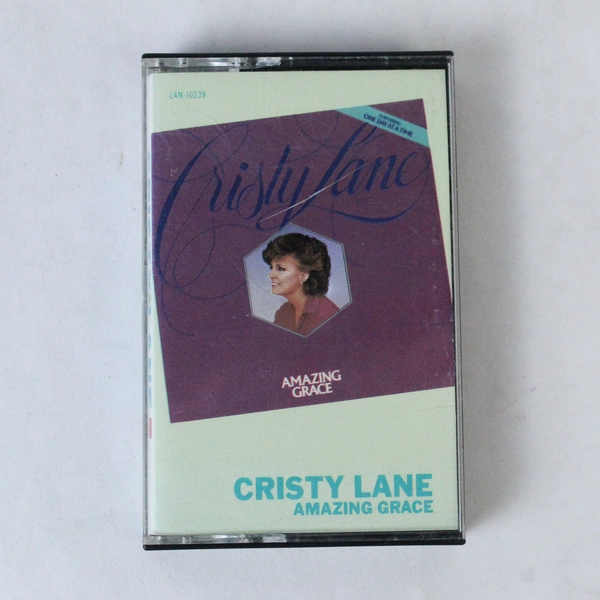 L4N-10239
FEATURING
ONE DAY AT A TIME
Cristy Lane
AMAZING
GRACE
CRISTY LANE
AMAZING GRACE